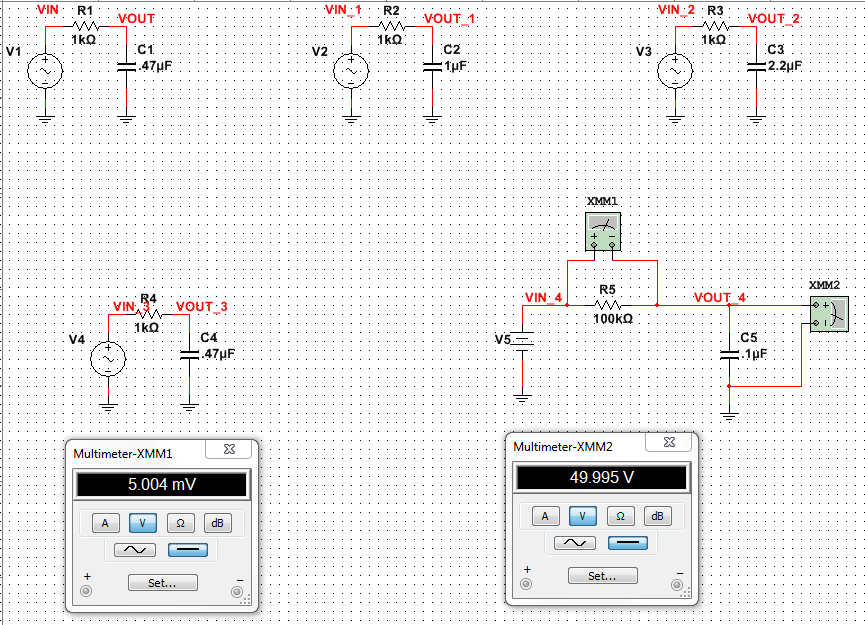 VIN R1 VOUT
1kΩ
V1
C1
.47µF
VIN_1 R2 VOUT_1
1kΩ
V2
C2
1µF
VIN_2 R3 VOUT_2
1kΩ
V3
C3
2.2µF
XMM1
+ −
VIN_4 R5 VOUT_4
100kΩ
XMM2
+
V5
C5
.1µF
R4
VIN_3 VOUT_3
1kΩ
V4
C4
.47µF
Multimeter-XMM1
5.004 mV
A V Ω dB
+ Set... −
Multimeter-XMM2
49.995 V
A V Ω dB
+ Set... −